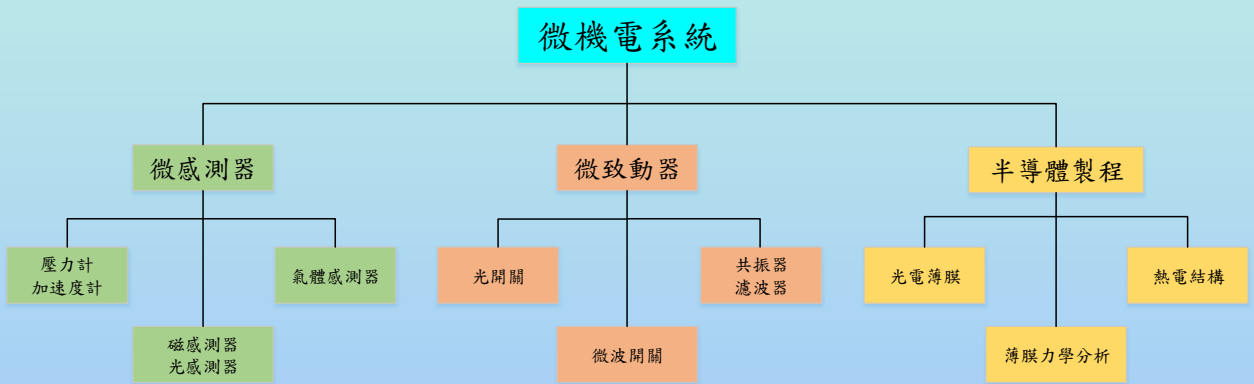 微機電系統
微感測器
微致動器
半導體製程
壓力計
加速度計
氣體感測器
光開關
共振器
濾波器
光電薄膜
熱電結構
磁感測器
光感測器
微波開關
薄膜力學分析